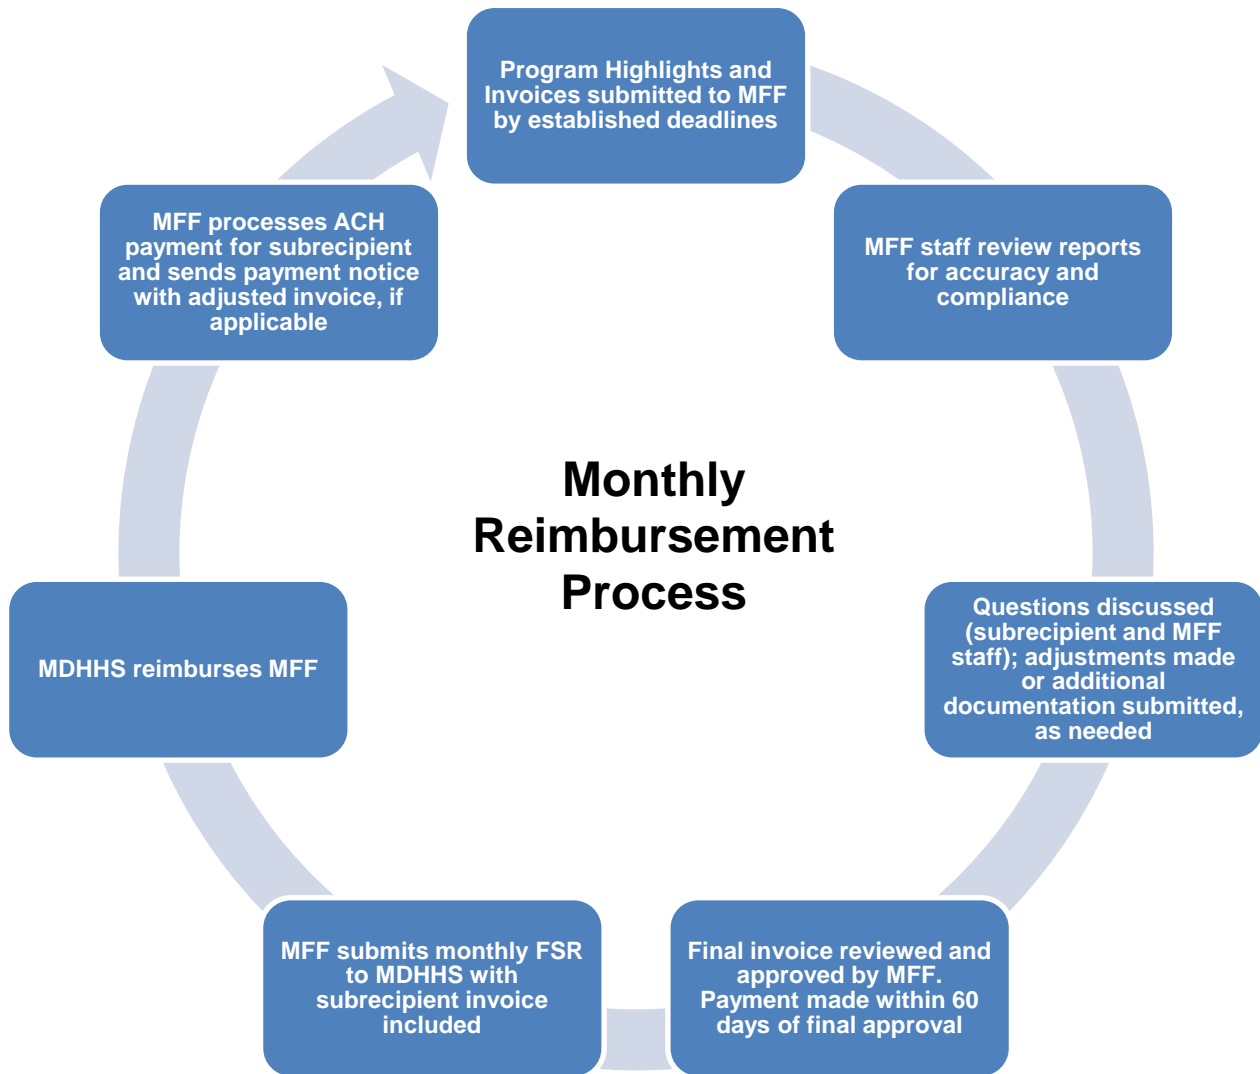 Program Highlights and
Invoices submitted to MFF
by established deadlines
MFF staff review reports
for accuracy and
compliance
Questions discussed
(subrecipient and MFF
staff); adjustments made
or additional
documentation submitted,
as needed
Final invoice reviewed and
approved by MFF.
Payment made within 60
days of final approval
MFF submits monthly FSR
to MDHHS with
subrecipient invoice
included
MDHHS reimburses MFF
MFF processes ACH
payment for subrecipient
and sends payment notice
with adjusted invoice, if
applicable
Monthly
Reimbursement
Process